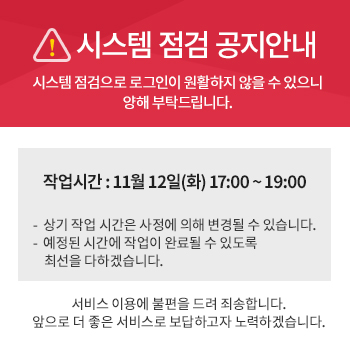 시스템 점검 공지안내
시스템 점검으로 로그인이 원활하지 않을 수 있으니
양해 부탁드립니다.
작업시간 : 11월 12일(화) 17:00 ~ 19:00
- 상기 작업 시간은 사정에 의해 변경될 수 있습니다.
- 예정된 시간에 작업이 완료될 수 있도록
최선을 다하겠습니다.
서비스 이용에 불편을 드려 죄송합니다.
앞으로 더 좋은 서비스로 보답하고자 노력하겠습니다.